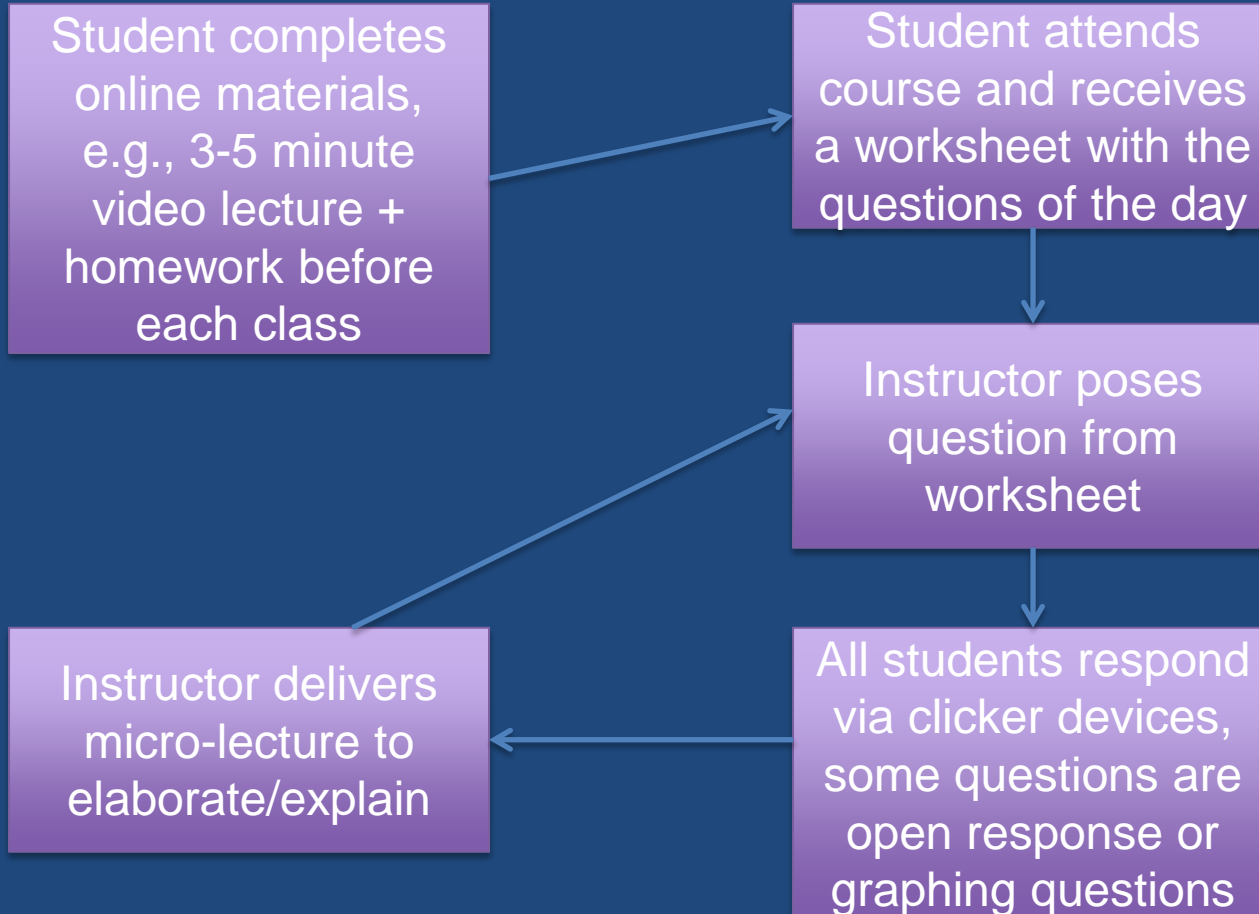 Student completes
online materials,
e.g., 3-5 minute
video lecture +
homework before
each class
Student attends
course and receives
a worksheet with the
questions of the day
Instructor poses
question from
worksheet
All students respond
via clicker devices,
some questions are
open response or
graphing questions
Instructor delivers
micro-lecture to
elaborate/explain